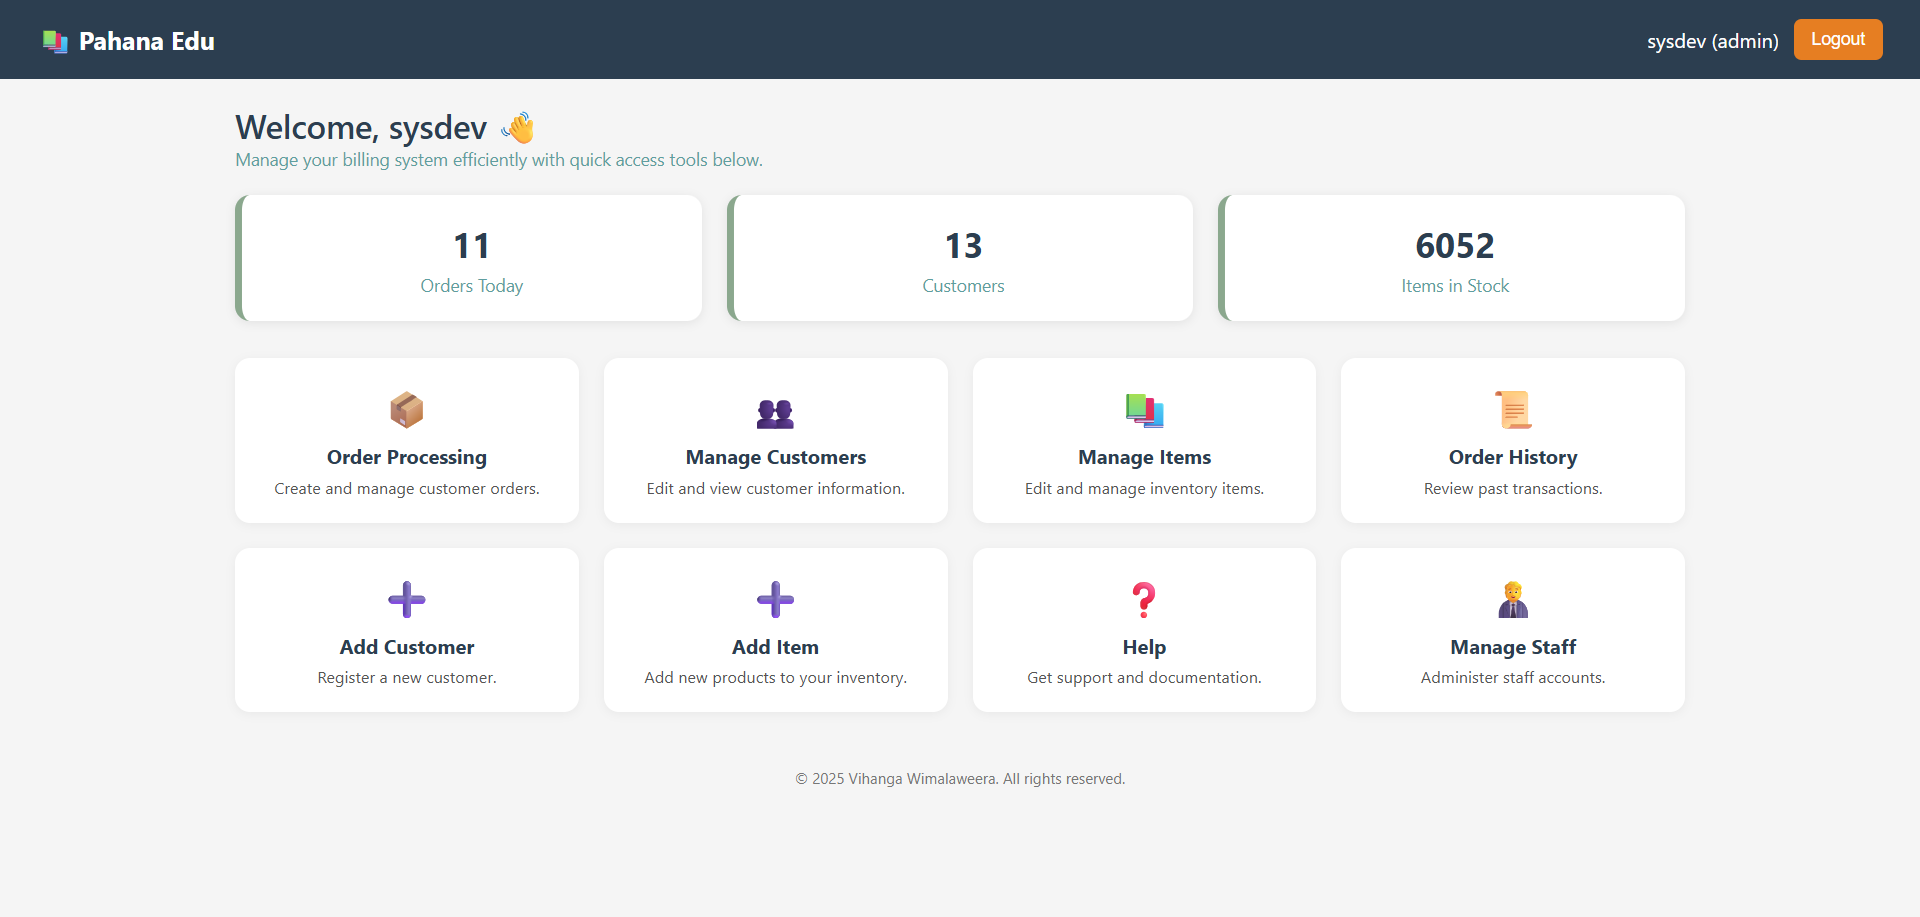 Pahana Edu
sysdev (admin)
Logout
Welcome, sysdev 👋
Manage your billing system efficiently with quick access tools below.
11
Orders Today
13
Customers
6052
Items in Stock
Order Processing
Create and manage customer orders.
Manage Customers
Edit and view customer information.
Manage Items
Edit and manage inventory items.
Order History
Review past transactions.
Add Customer
Register a new customer.
Add Item
Add new products to your inventory.
Help
Get support and documentation.
Manage Staff
Administer staff accounts.
© 2025 Vihanga Wimalaweera. All rights reserved.